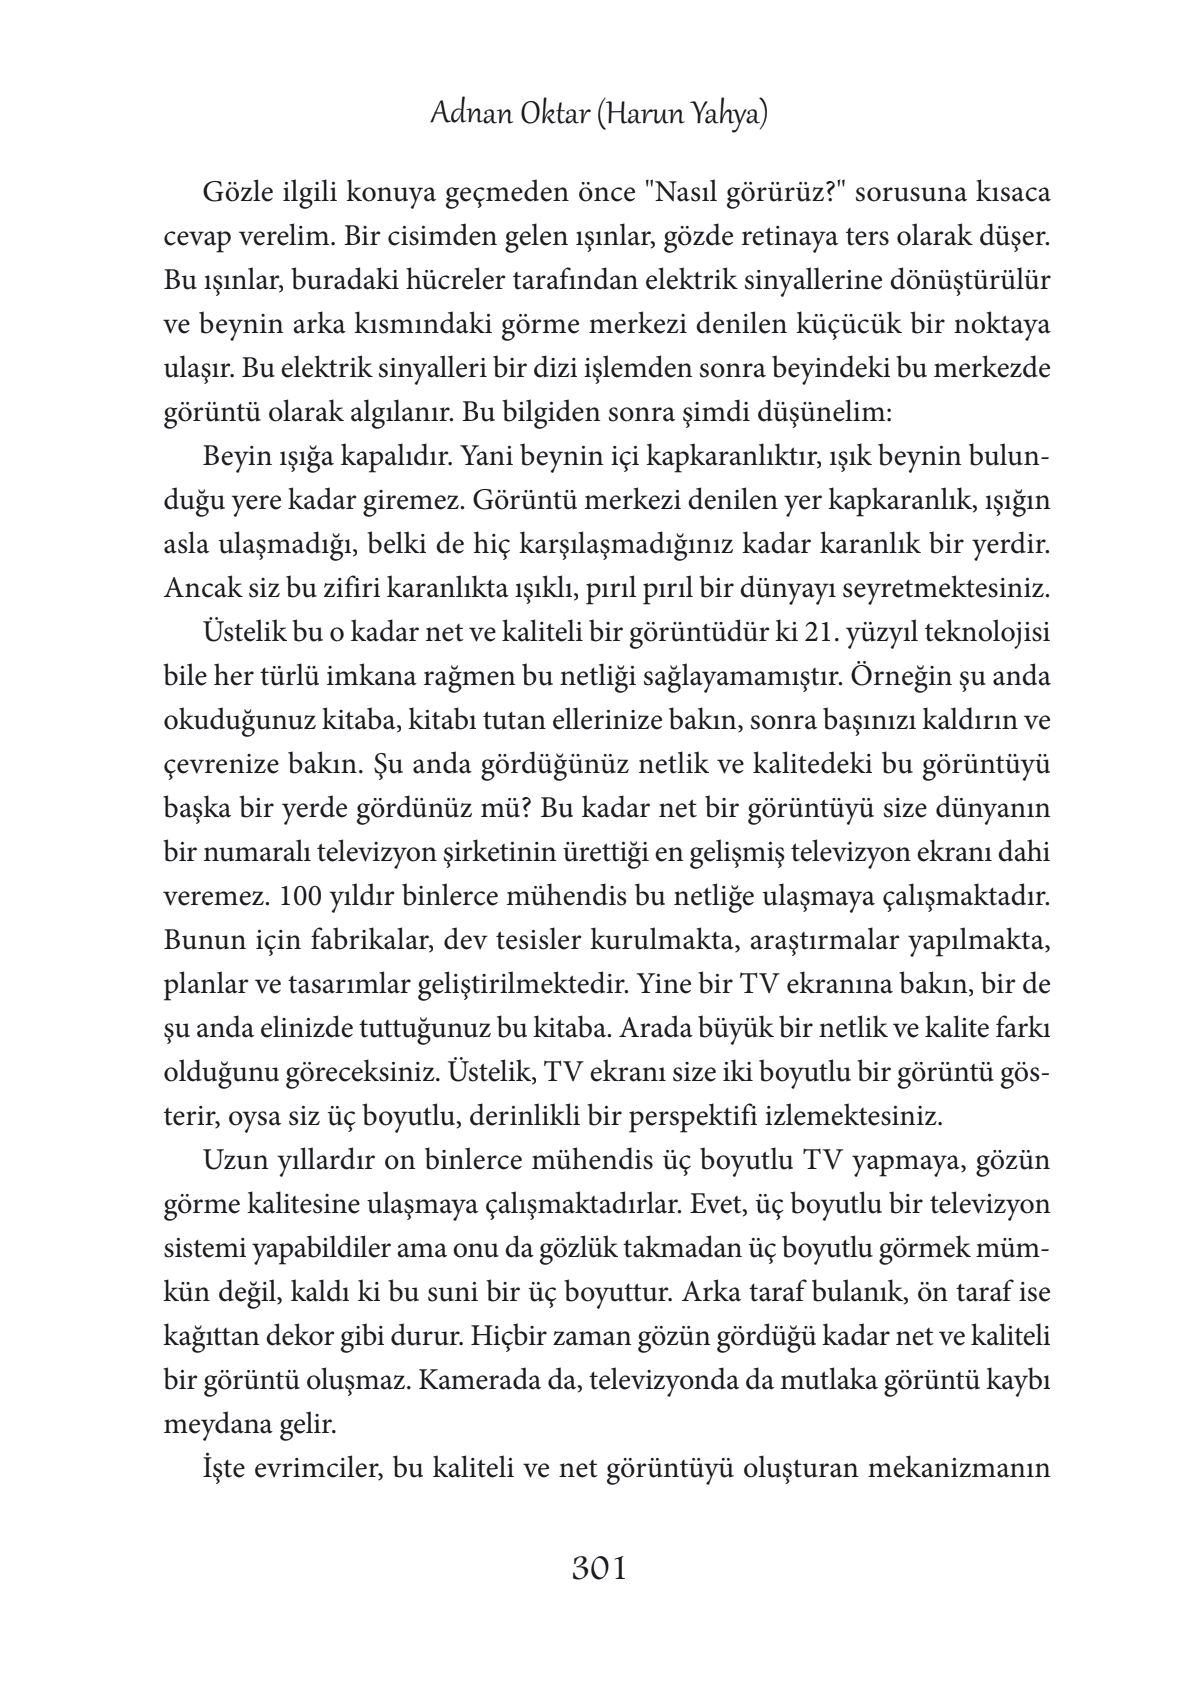 Adnan Oktar (Harun Yahya)
Gözle ilgili konuya geçmeden önce "Nasıl görürüz?" sorusuna kısaca
cevap verelim. Bir cisimden gelen ışınlar, gözde retinaya ters olarak düşer.
Bu ışınlar, buradaki hücreler tarafından elektrik sinyallerine dönüştürülür
ve beynin arka kısmındaki görme merkezi denilen küçücük bir noktaya
ulaşır. Bu elektrik sinyalleri bir dizi işlemden sonra beyindeki bu merkezde
görüntü olarak algılanır. Bu bilgiden sonra şimdi düşünelim:
Beyin ışığa kapalıdır. Yani beynin içi kapkaranlıktır, ışık beynin bulun-
duğu yere kadar giremez. Görüntü merkezi denilen yer kapkaranlık, ışığın
asla ulaşmadığı, belki de hiç karşılaşmadığınız kadar karanlık bir yerdir.
Ancak siz bu zifiri karanlıkta ışıklı, pırıl pırıl bir dünyayı seyretmektesiniz.
Üstelik bu o kadar net ve kaliteli bir görüntüdür ki 21. yüzyıl teknolojisi
bile her türlü imkana rağmen bu netliği sağlayamamıştır. Örneğin şu anda
okuduğunuz kitaba, kitabı tutan ellerinize bakın, sonra başınızı kaldırın ve
çevrenize bakın. Şu anda gördüğünüz netlik ve kalitedeki bu görüntüyü
başka bir yerde gördünüz mü? Bu kadar net bir görüntüyü size dünyanın
bir numaralı televizyon şirketinin ürettiği en gelişmiş televizyon ekranı dahi
veremez. 100 yıldır binlerce mühendis bu netliğe ulaşmaya çalışmaktadır.
Bunun için fabrikalar, dev tesisler kurulmakta, araştırmalar yapılmakta,
planlar ve tasarımlar geliştirilmektedir. Yine bir TV ekranına bakın, bir de
şu anda elinizde tuttuğunuz bu kitaba. Arada büyük bir netlik ve kalite farkı
olduğunu göreceksiniz. Üstelik, TV ekranı size iki boyutlu bir görüntü gös-
terir, oysa siz üç boyutlu, derinlikli bir perspektifi izlemektesiniz.
Uzun yıllardır on binlerce mühendis üç boyutlu TV yapmaya, gözün
görme kalitesine ulaşmaya çalışmaktadırlar. Evet, üç boyutlu bir televizyon
sistemi yapabildiler ama onu da gözlük takmadan üç boyutlu görmek müm-
kün değil, kaldı ki bu suni bir üç boyuttur. Arka taraf bulanık, ön taraf ise
kağıttan dekor gibi durur. Hiçbir zaman gözün gördüğü kadar net ve kaliteli
bir görüntü oluşmaz. Kamerada da, televizyonda da mutlaka görüntü kaybı
meydana gelir.
İşte evrimciler, bu kaliteli ve net görüntüyü oluşturan mekanizmanın
301